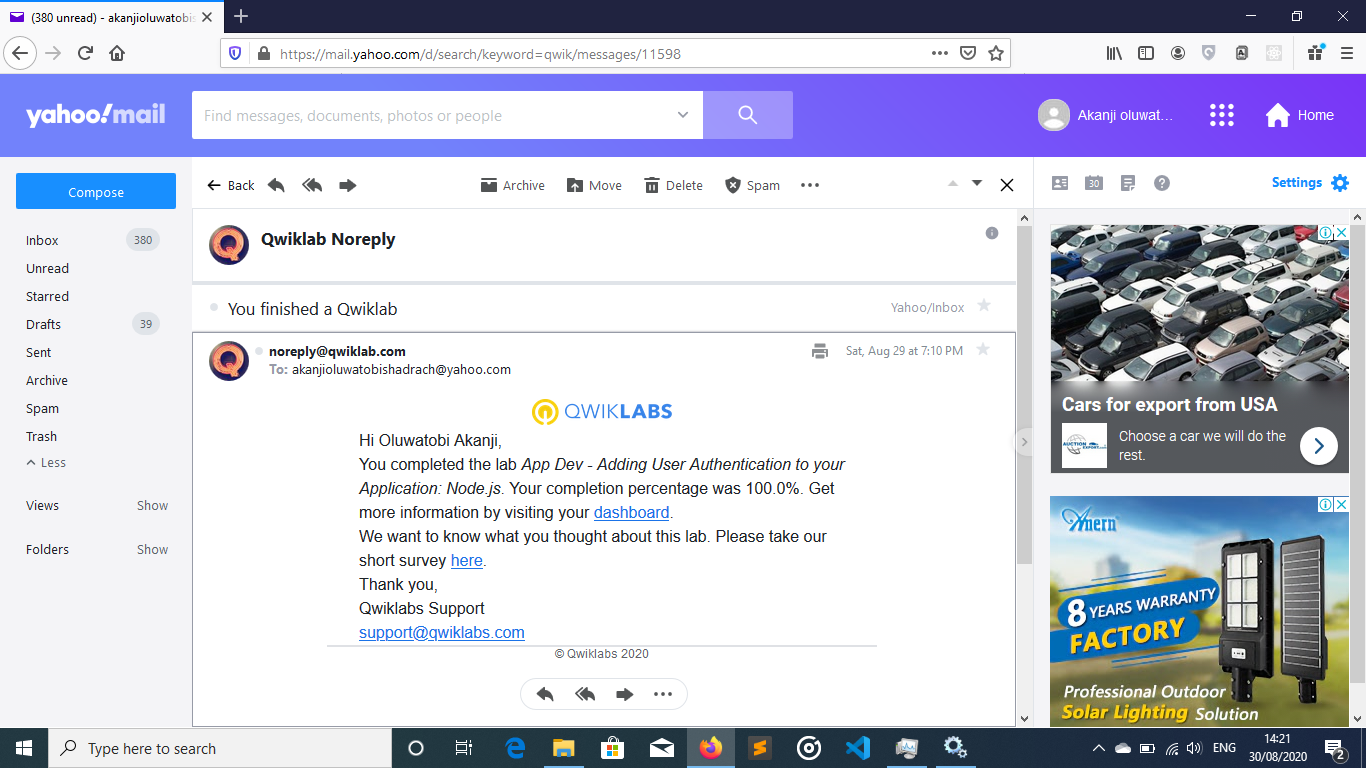 (380 unread) - akanjioluwatobis
https://mail.yahoo.com/d/search/keyword=qwik/messages/11598
yahoo!mail
Find messages, documents, photos or people
Akanji oluwat...
Home
Compose
Back
Archive
Move
Delete
Spam
30
Settings
Inbox 380
Unread
Starred
Drafts 39
Sent
Archive
Spam
Trash
Less
Views Show
Folders Show
Qwiklab Noreply
You finished a Qwiklab
Yahoo/Inbox
noreply@qwiklab.com
Sat, Aug 29 at 7:10 PM
To: akanjioluwatobishadrach@yahoo.com
QWIKLABS
Hi Oluwatobi Akanji,
You completed the lab App Dev - Adding User Authentication to your
Application: Node.js. Your completion percentage was 100.0%. Get
more information by visiting your dashboard.
We want to know what you thought about this lab. Please take our
short survey here.
Thank you,
Qwiklabs Support
support@qwiklabs.com
© Qwiklabs 2020
Cars for export from USA
Choose a car we will do the
rest.
Anern
8 YEARS WARRANTY
FACTORY
Professional Outdoor
Solar Lighting Solution
Type here to search
ENG
14:21
30/08/2020
2